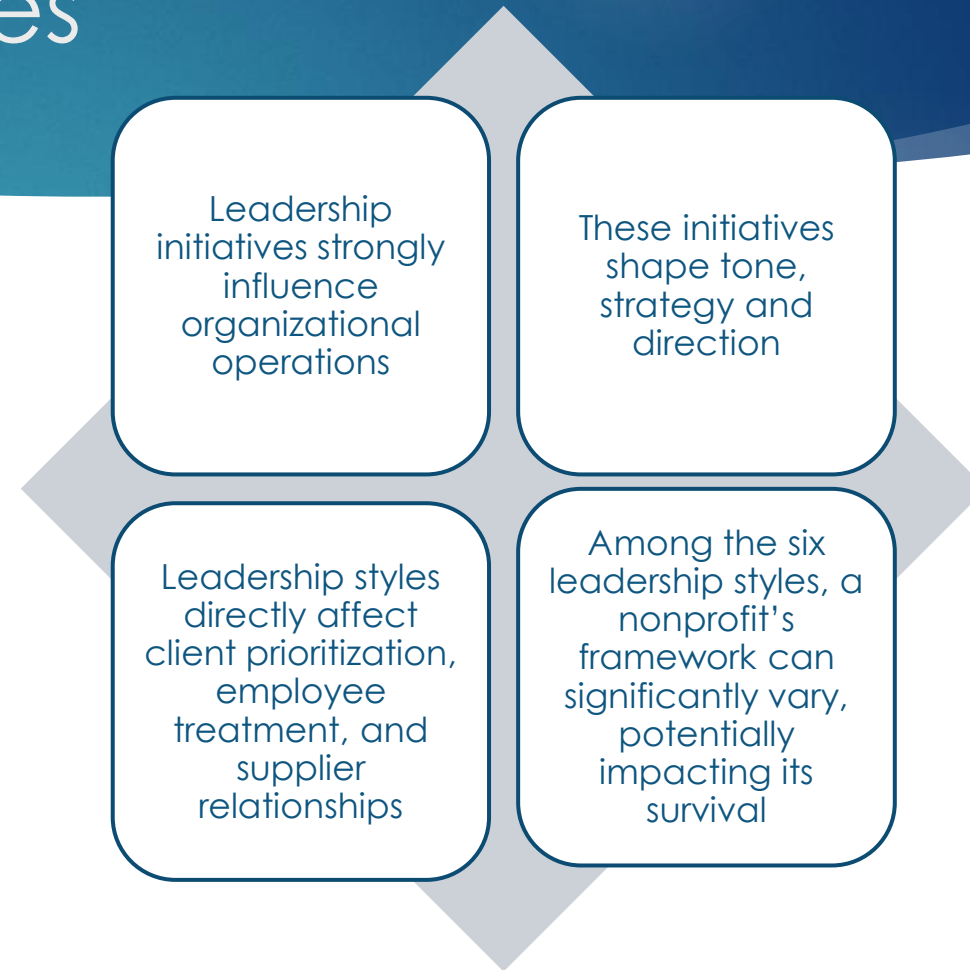 Leadership
initiatives strongly
influence
organizational
operations
These initiatives
shape tone,
strategy and
direction
Leadership styles
directly affect
client prioritization,
employee
treatment, and
supplier
relationships
Among the six
leadership styles, a
nonprofit’s
framework can
significantly vary,
potentially
impacting its
survival